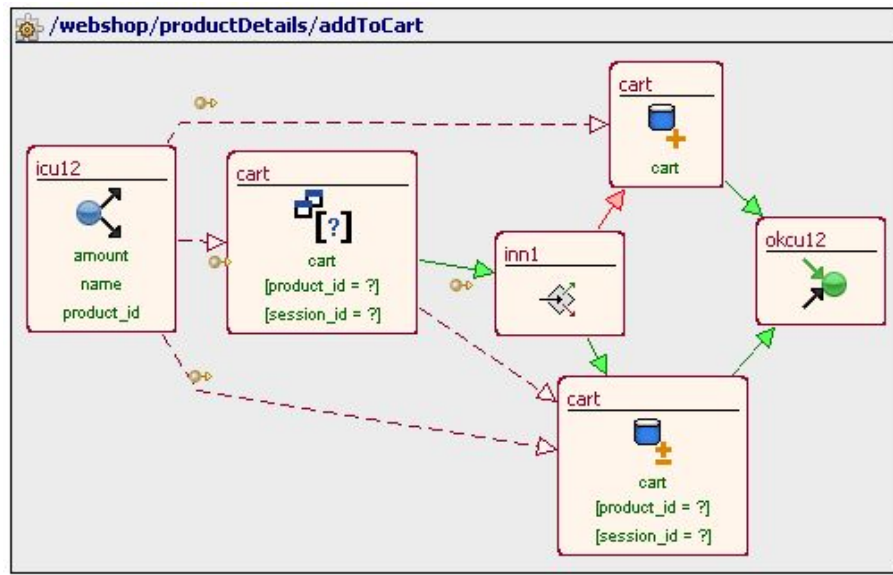 /webshop/productDetails/addToCart
icu12
amount
name
product_id
cart
[?]
cart
[product_id = ?]
[session_id = ?]
inn1
cart
cart
cart
cart
[product_id = ?]
[session_id = ?]
okcu12